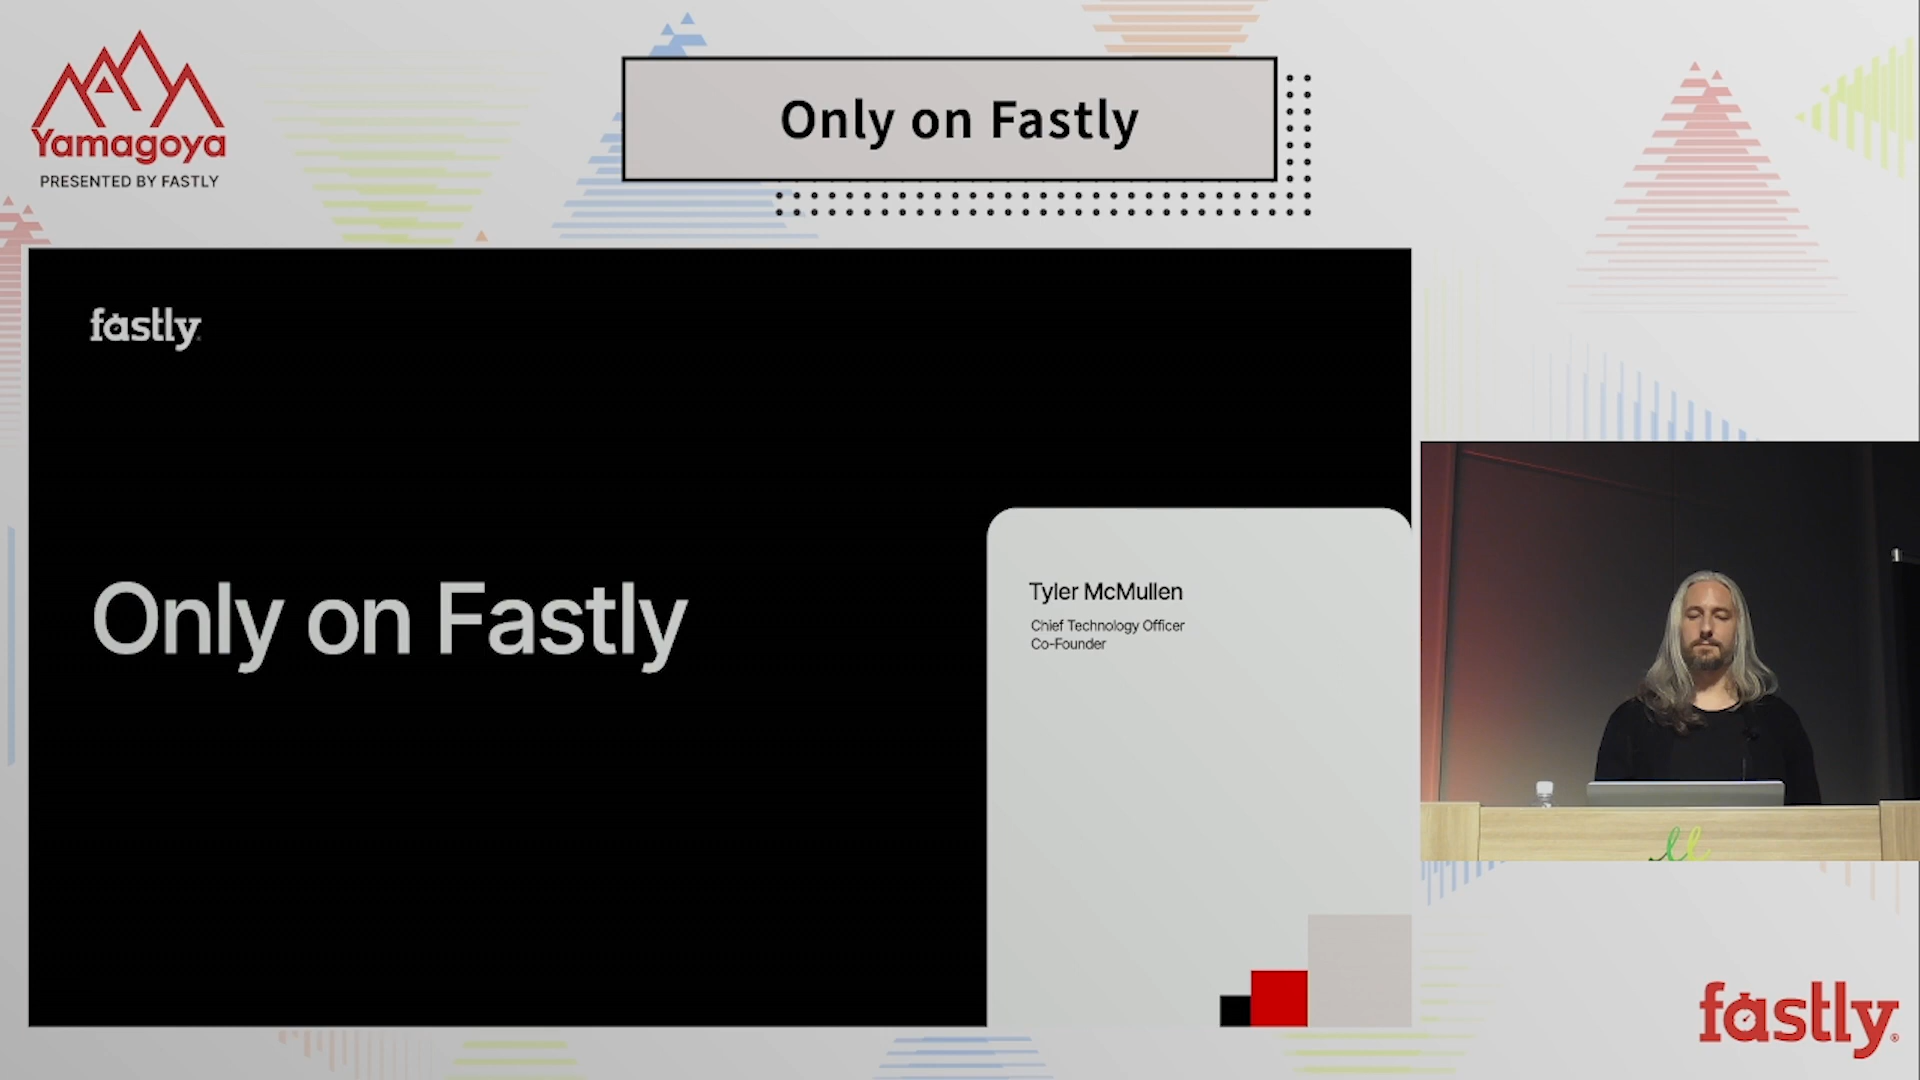 Yamagoya
PRESENTED BY FASTLY
Only on Fastly
fastly
Only on Fastly
Tyler McMullen
Chief Technology Officer
Co-Founder
fastly